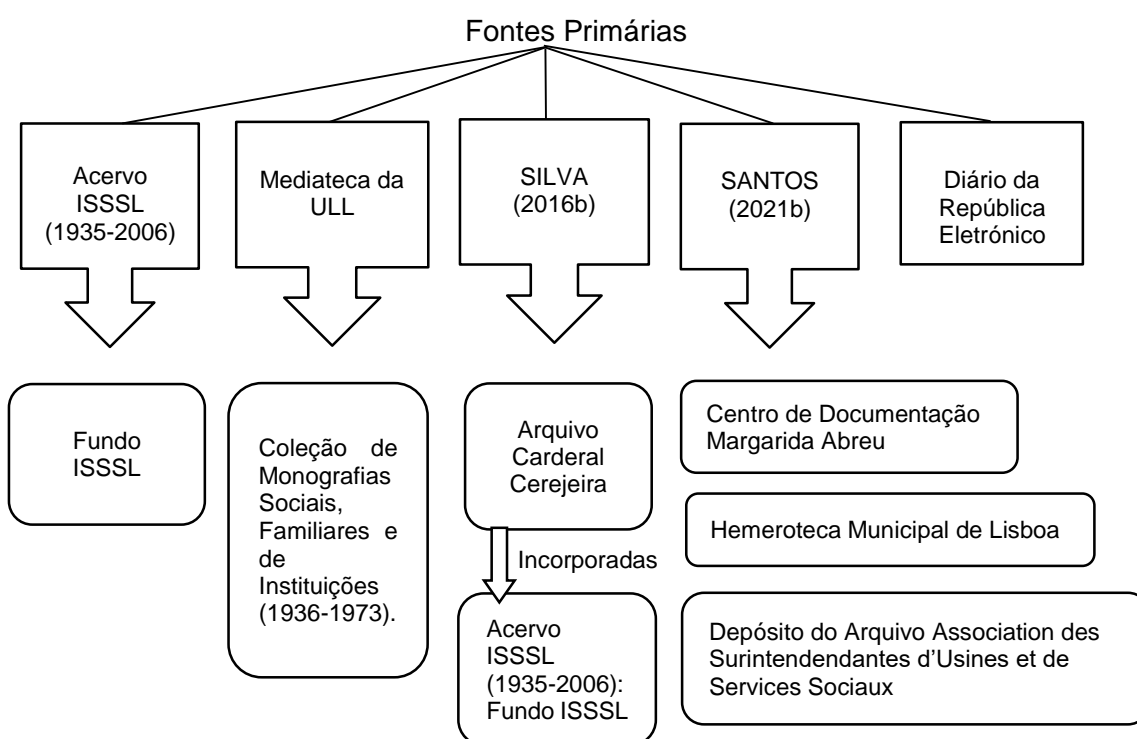 Fontes Primárias
Acervo
ISSSL
(1935-2006)
Mediateca da
ULL
SILVA
(2016b)
SANTOS
(2021b)
Diário da
República
Eletrónico
Fundo
ISSSL
Coleção de
Monografias
Sociais,
Familiares e
de
Instituições
(1936-1973).
Arquivo
Carderal
Cerejeira
Incorporadas
Acervo
ISSSL
(1935-2006):
Fundo ISSSL
Centro de Documentação
Margarida Abreu
Hemeroteca Municipal de Lisboa
Depósito do Arquivo Association des
Surintendendantes d’Usines et de
Services Sociaux